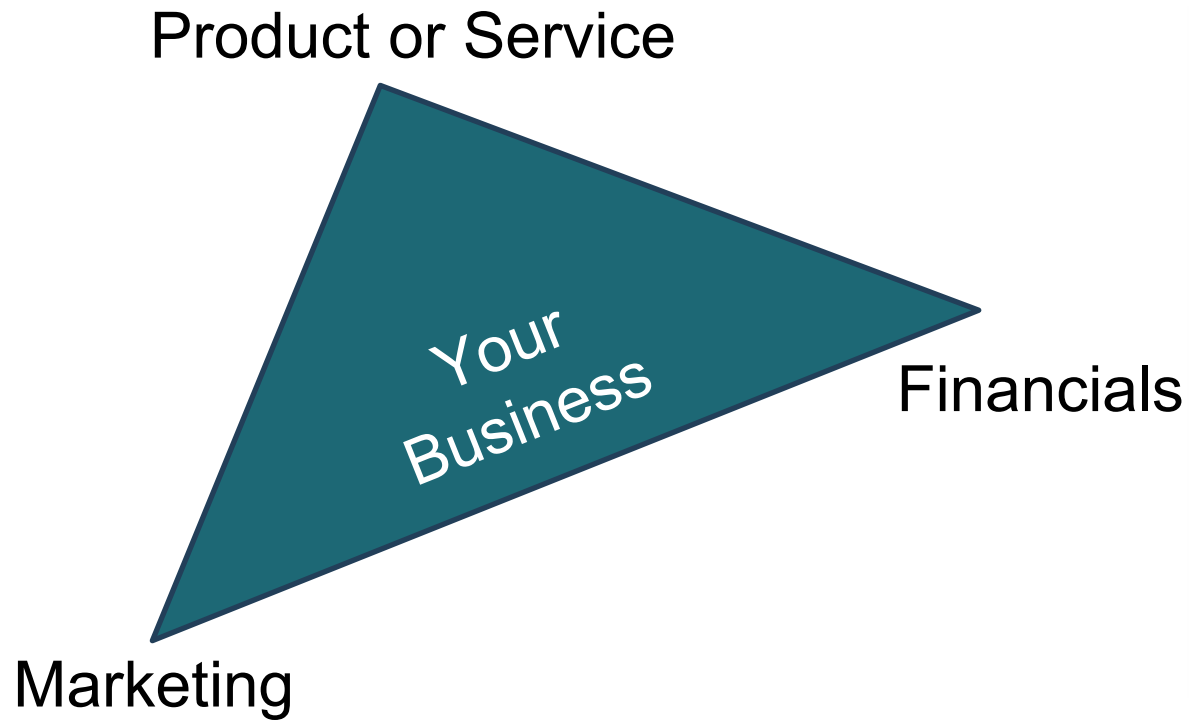 Product or Service
Your
Business
Financials
Marketing